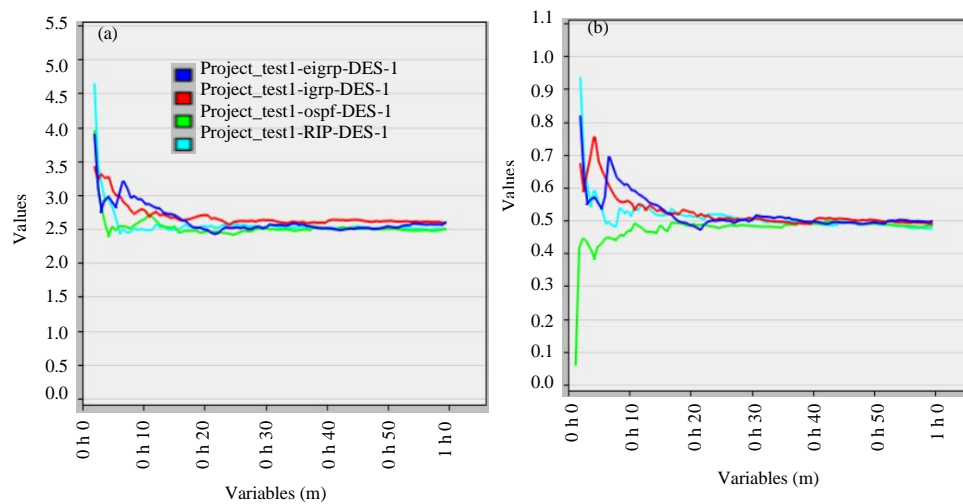 (a)
5.5
5.0
4.5
4.0
3.5
3.0
2.5
2.0
1.5
1.0
0.5
0.0
Values
Project_test1-eigrp-DES-1
Project_test1-igrp-DES-1
Project_test1-ospf-DES-1
Project_test1-RIP-DES-1
0 h 0
0 h 10
0 h 20
0 h 30
0 h 40
0 h 50
1 h 0
Variables (m)
(b)
1.1
1.0
0.9
0.8
0.7
0.6
0.5
0.4
0.3
0.2
0.1
0.0
Values
0 h 0
0 h 10
0 h 20
0 h 30
0 h 40
0 h 50
1 h 0
Variables (m)